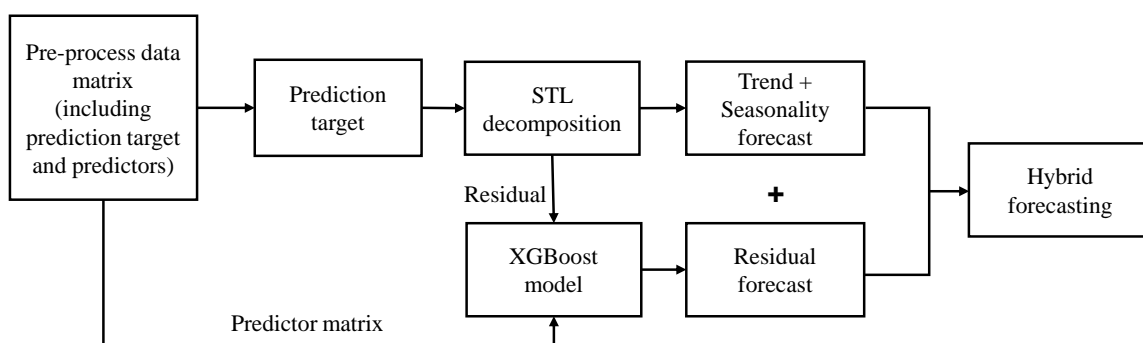 Pre-process data
matrix
(including
prediction target
and predictors)
Prediction
target
STL
decomposition
Trend +
Seasonality
forecast
Residual
+
Hybrid
forecasting
XGBoost
model
Residual
forecast
Predictor matrix